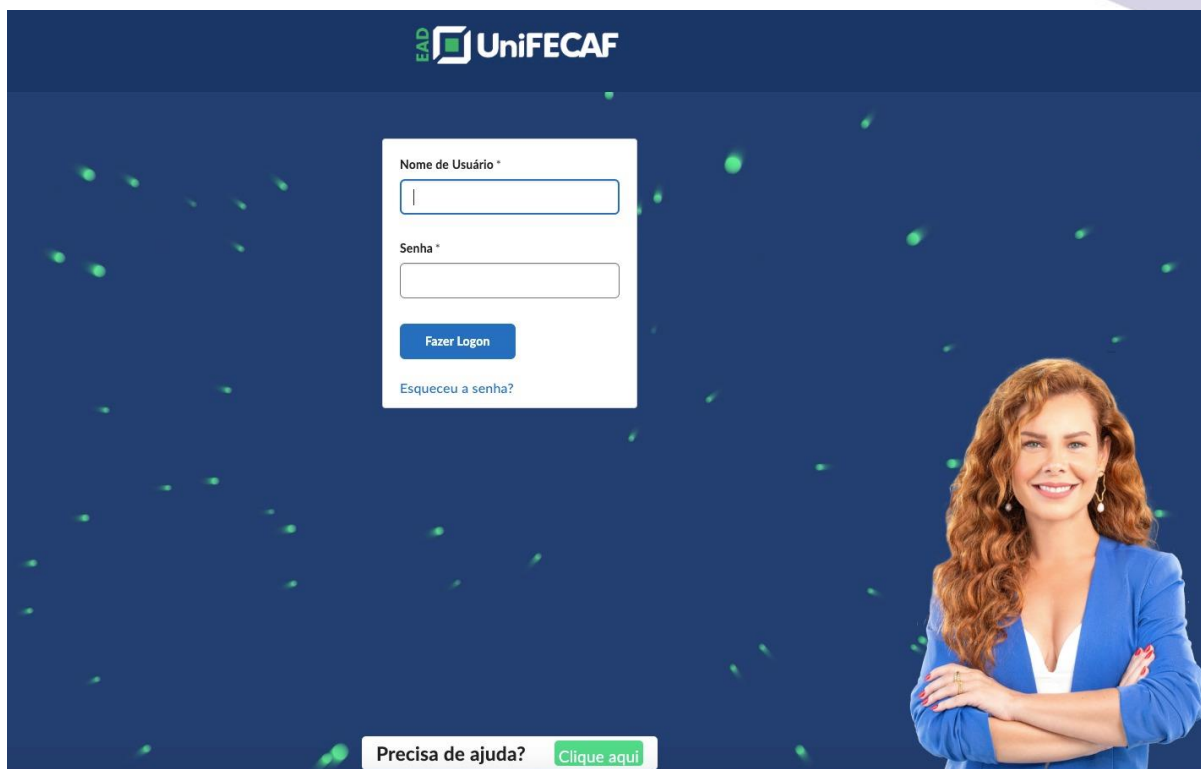 EAD UniFECAF
Nome de Usuário *
Senha *
Fazer Logon
Esqueceu a senha?
Precisa de ajuda? Clique aqui